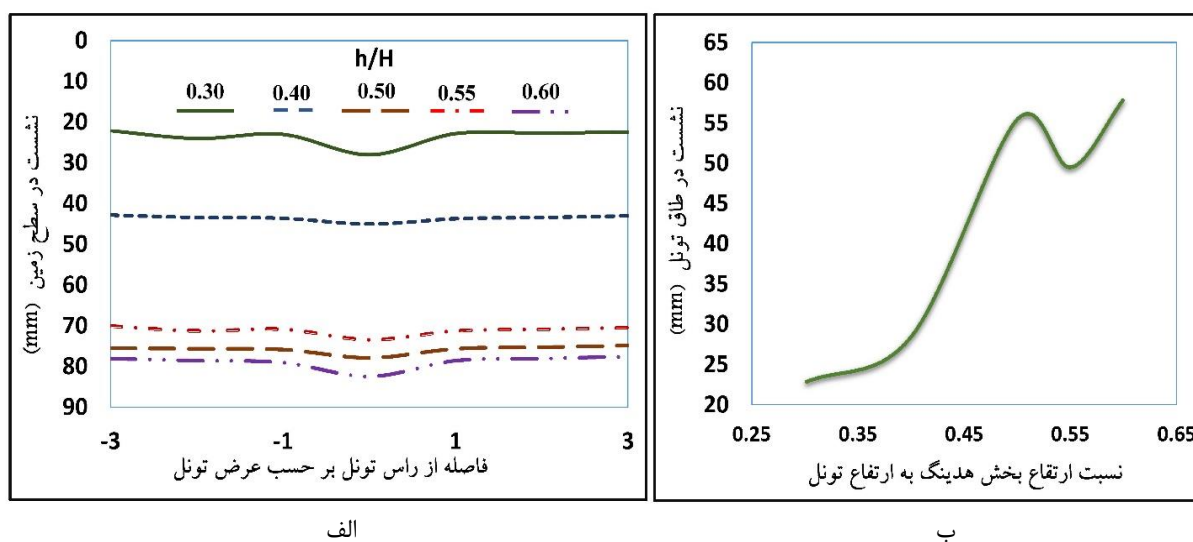 0
10
20
30
40
50
60
70
80
90
نشست در سطح زمین (mm)
h/H
0.30 0.40 0.50 0.55 0.60
-3 -1 1 3
فاصله از راس تونل بر حسب عرض تونل
الف
65
60
55
50
45
40
35
30
25
20
نشست در طاق تونل (mm)
0.25 0.35 0.45 0.55 0.65
نسبت ارتقاع بخش هدینگ به ارتفاع تونل
ب